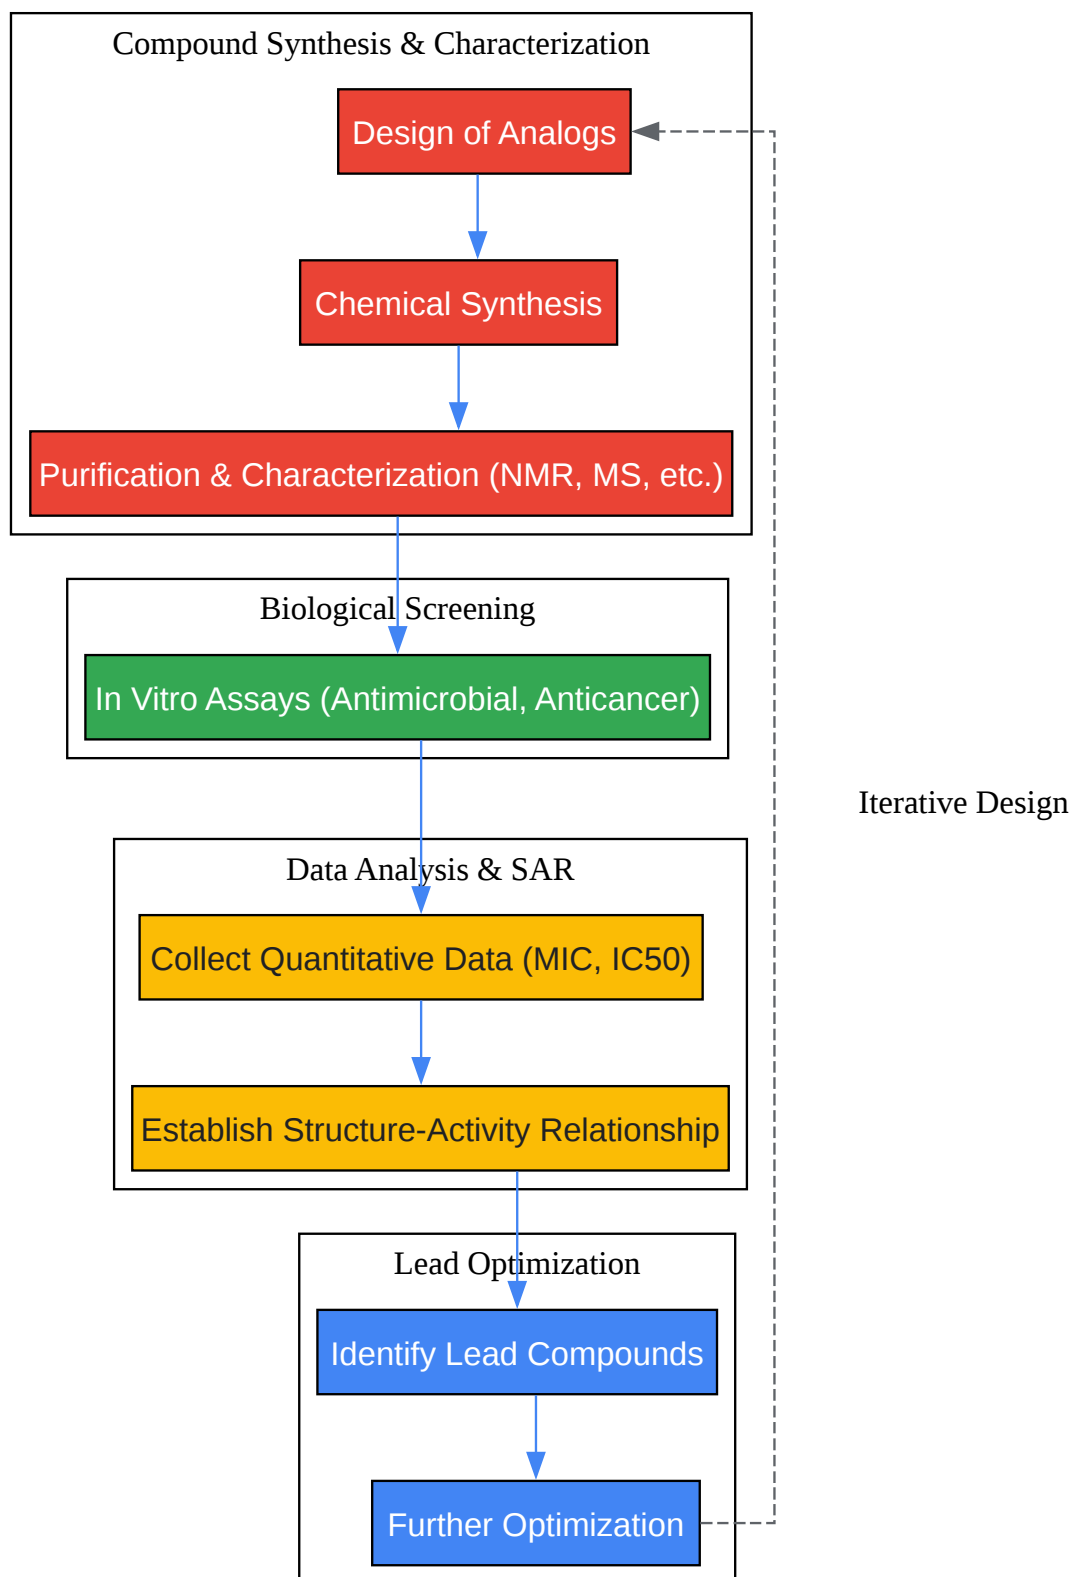 Compound Synthesis & Characterization
Design of Analogs
Chemical Synthesis
Purification & Characterization (NMR, MS, etc.)
Biological Screening
In Vitro Assays (Antimicrobial, Anticancer)
Iterative Design
Data Analysis & SAR
Collect Quantitative Data (MIC, IC50)
Establish Structure-Activity Relationship
Lead Optimization
Identify Lead Compounds
Further Optimization